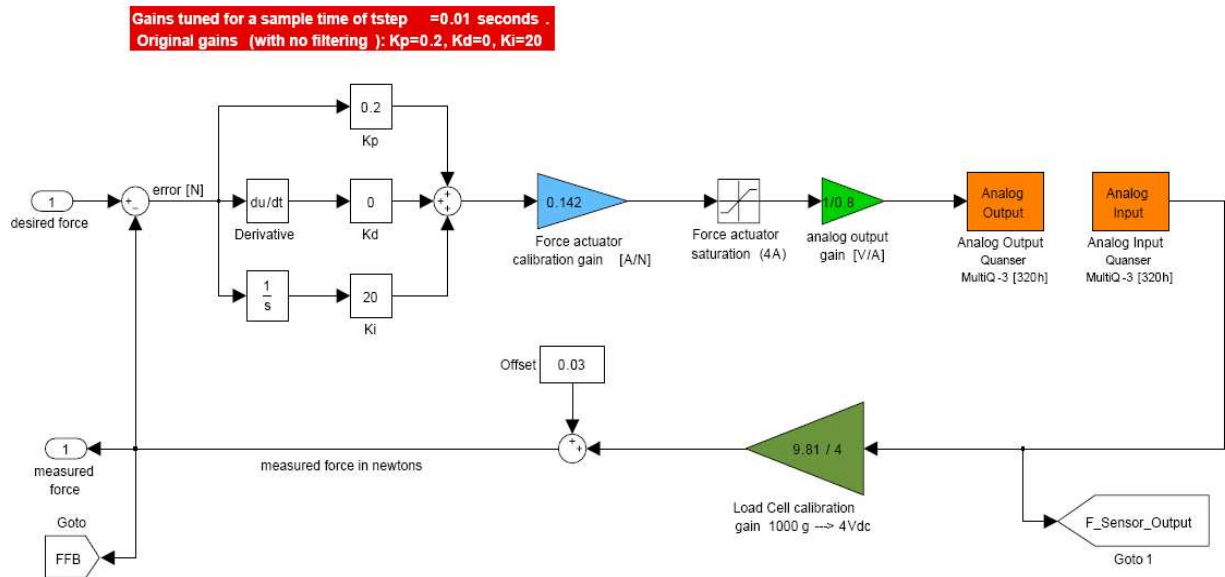 Gains tuned for a sample time of tstep =0.01 seconds .
Original gains (with no filtering ): Kp=0.2, Kd=0, Ki=20
0.2
Kp
error [N]
1
desired force
+
−
du/dt
Derivative
0
Kd
+
+
+
1
s
20
Ki
0.142
Force actuator
calibration gain [A/N]
Force actuator
saturation (4A)
1/0.8
analog output
gain [V/A]
Analog
Output
Analog Output
Quanser
MultiQ-3 [320h]
Analog
Input
Analog Input
Quanser
MultiQ-3 [320h]
Offset
0.03
+
+
9.81 / 4
Load Cell calibration
gain 1000 g ---> 4Vdc
1
measured
force
measured force in newtons
Goto
FFB
F_Sensor_Output
Goto 1